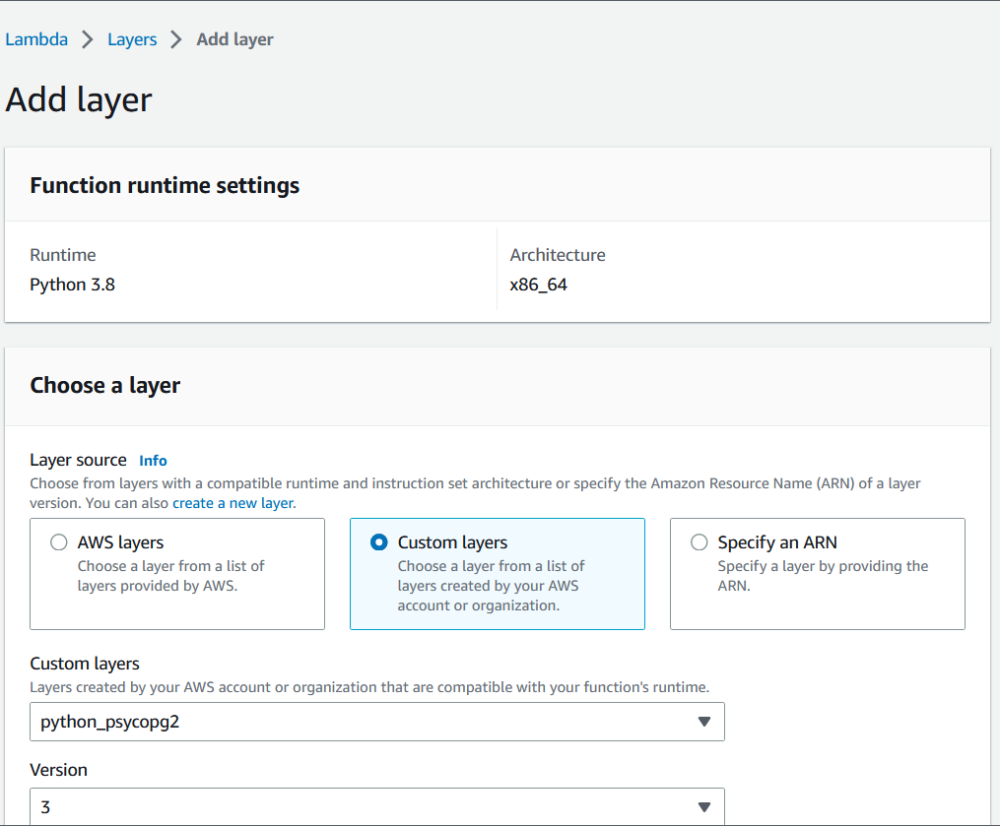 Lambda > Layers > Add layer
Add layer
Function runtime settings
Runtime
Python 3.8
Architecture
x86_64
Choose a layer
Layer source Info
Choose from layers with a compatible runtime and instruction set architecture or specify the Amazon Resource Name (ARN) of a layer
version. You can also create a new layer.
AWS layers
Choose a layer from a list of
layers provided by AWS.
Custom layers
Choose a layer from a list of
layers created by your AWS
account or organization.
Specify an ARN
Specify a layer by providing the
ARN.
Custom layers
Layers created by your AWS account or organization that are compatible with your function's runtime.
python_psycopg2
Version
3